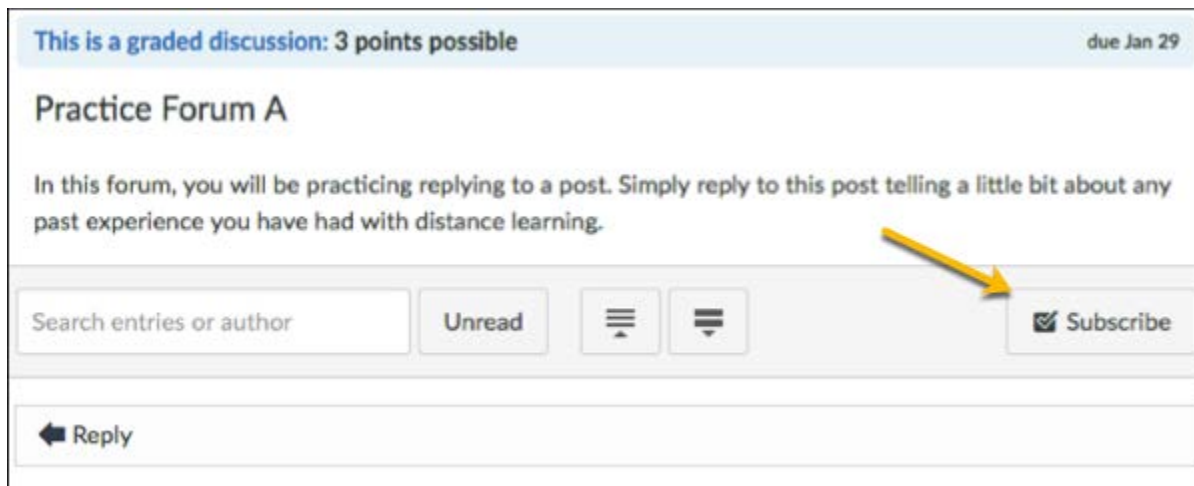 This is a graded discussion: 3 points possible due Jan 29
Practice Forum A
In this forum, you will be practicing replying to a post. Simply reply to this post telling a little bit about any
past experience you have had with distance learning.
Search entries or author Unread Subscribe
Reply